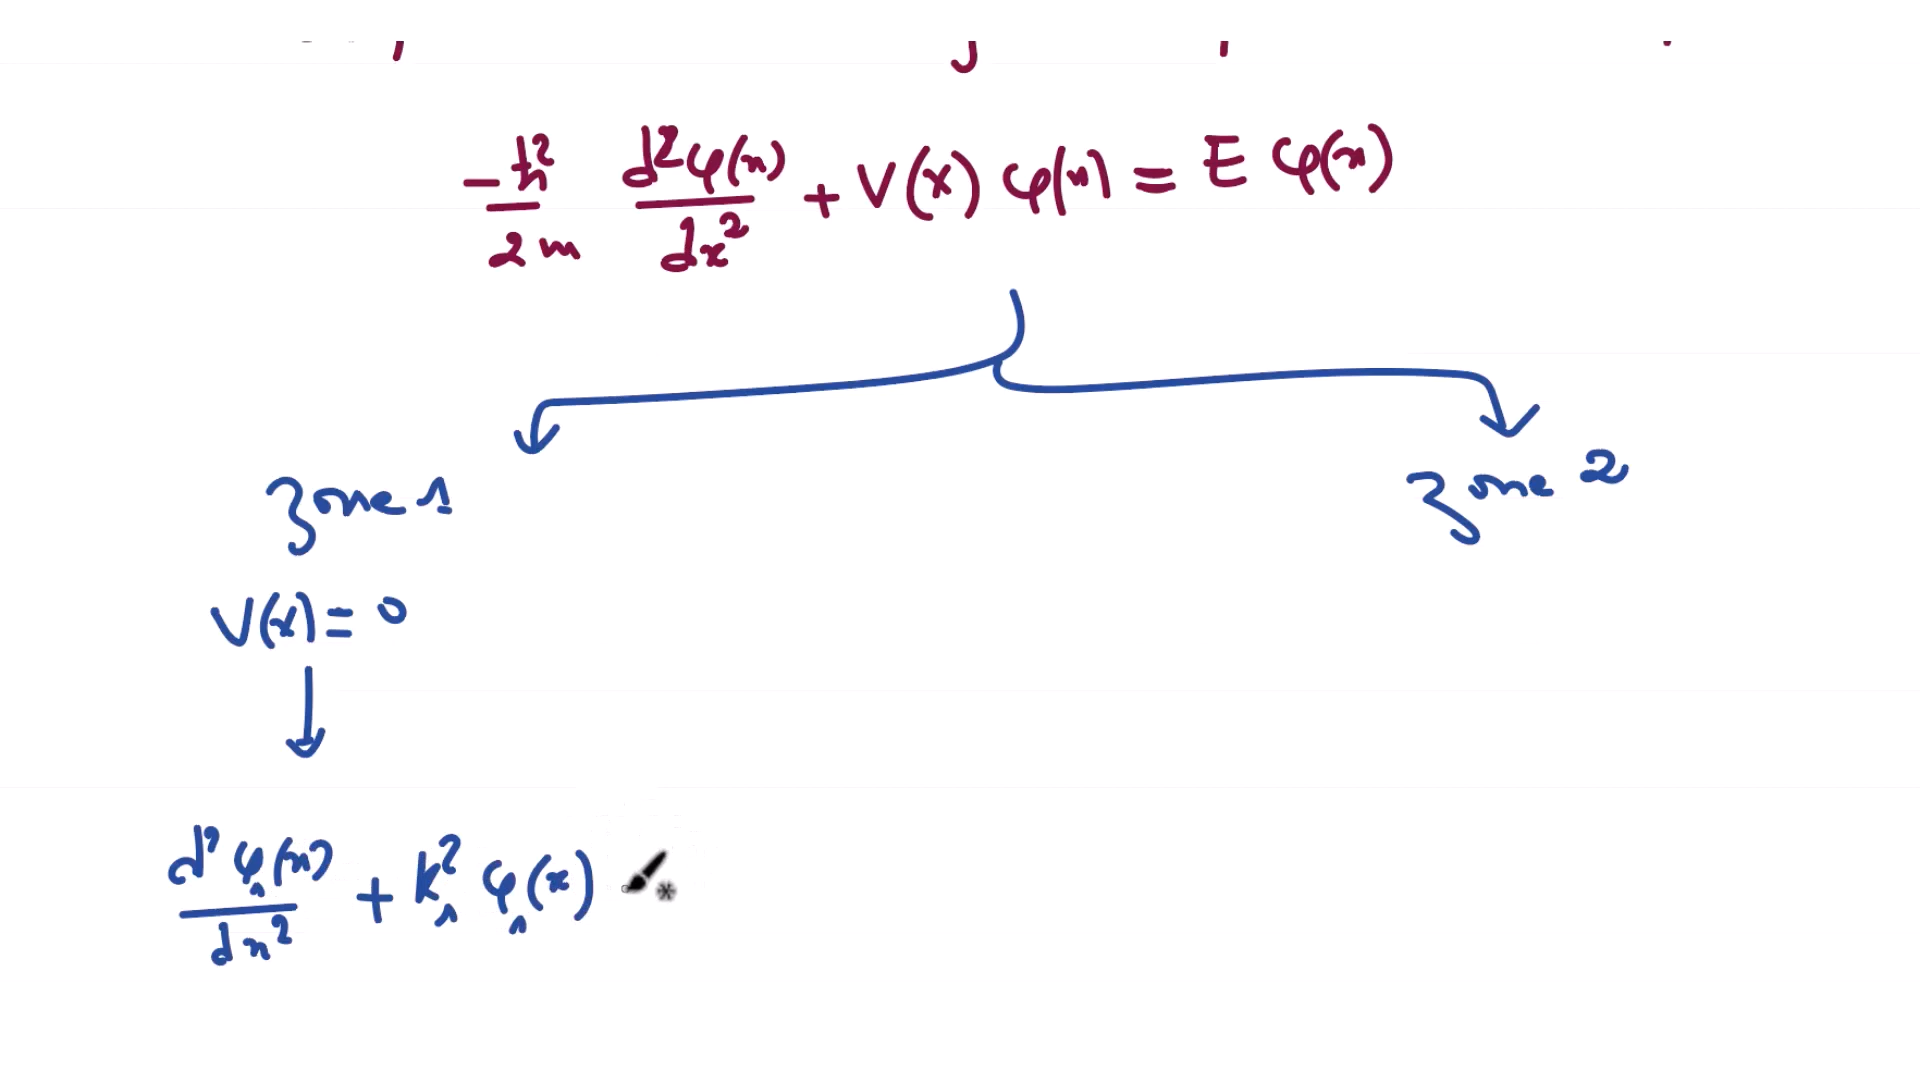 -ħ²/2m d²φ(x)/dx² + V(x) φ(x) = E φ(x)
Zone 1
Zone 2
V(x) = 0
d²φ₁(x)/dx² + k₁² φ₁(x)